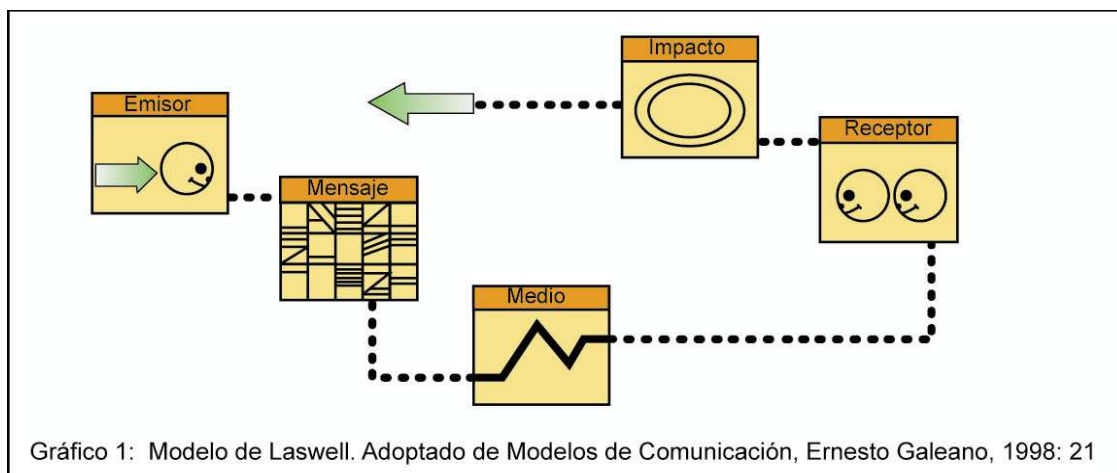 Impacto
Emisor
Receptor
Mensaje
Medio
Gráfico 1: Modelo de Laswell. Adoptado de Modelos de Comunicación, Ernesto Galeano, 1998: 21